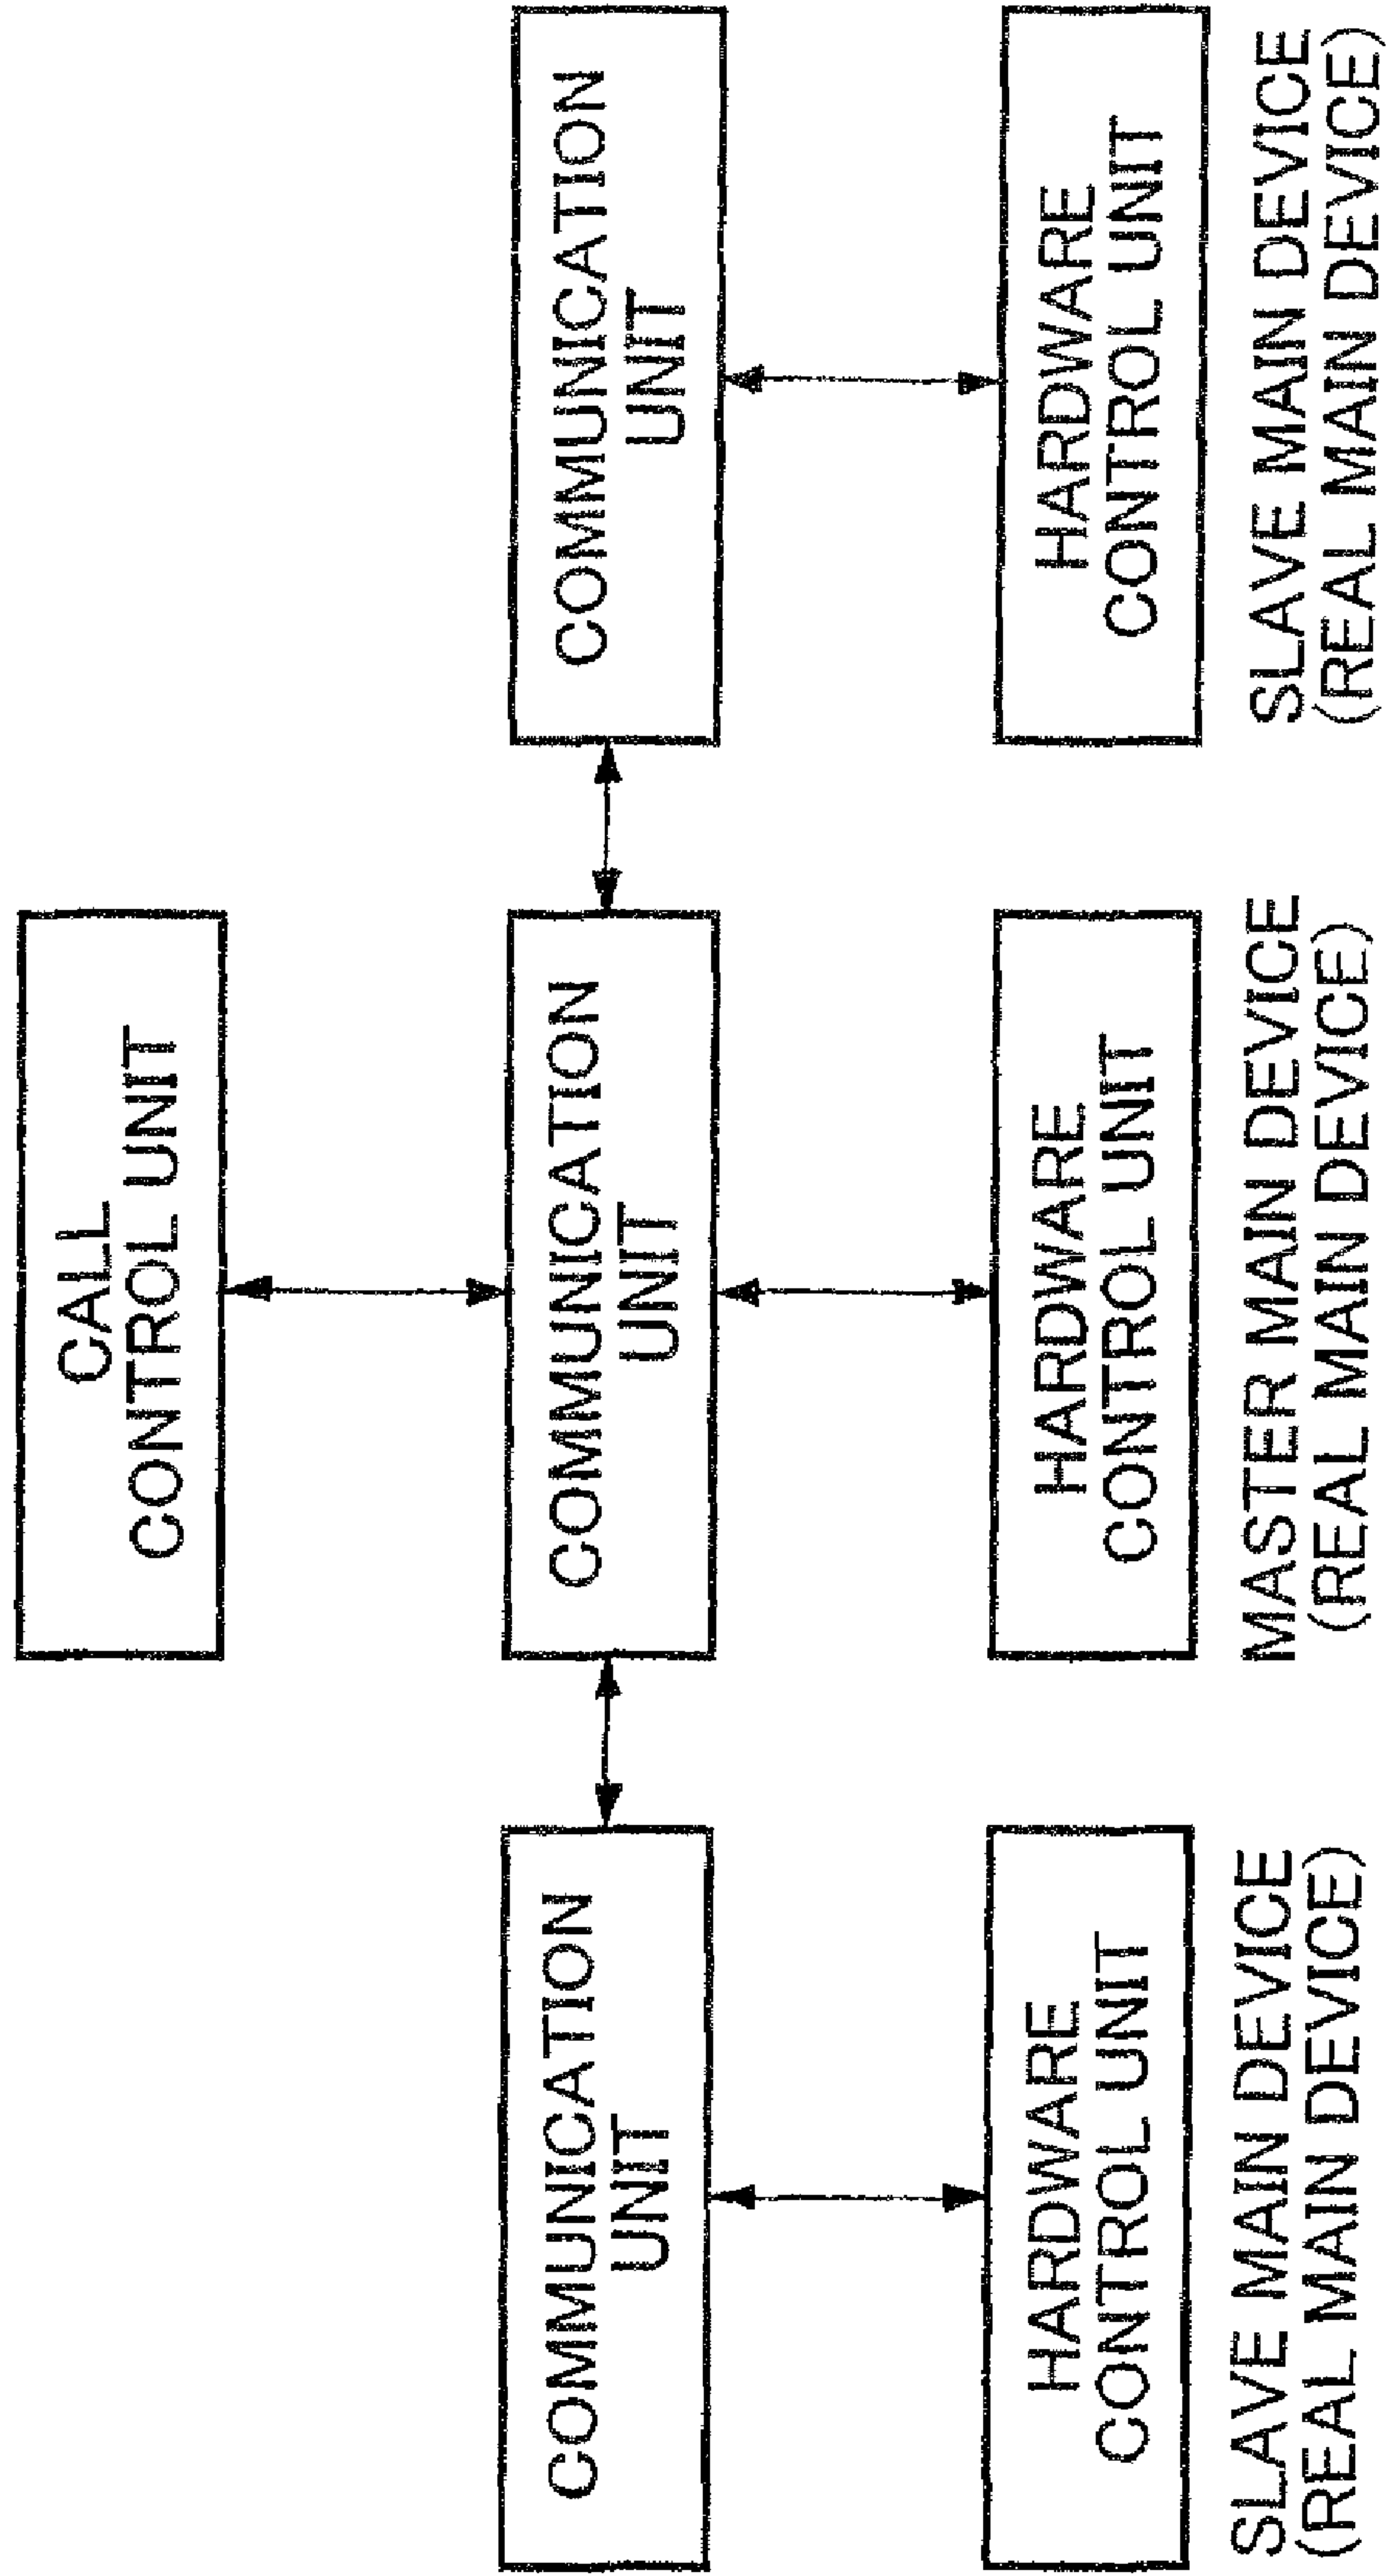 CALL
CONTROL UNIT
COMMUNICATION
UNIT
COMMUNICATION
UNIT
COMMUNICATION
UNIT
HARDWARE
CONTROL UNIT
HARDWARE
CONTROL UNIT
HARDWARE
CONTROL UNIT
SLAVE MAIN DEVICE
(REAL MAIN DEVICE)
MASTER MAIN DEVICE
(REAL MAIN DEVICE)
SLAVE MAIN DEVICE
(REAL MAIN DEVICE)